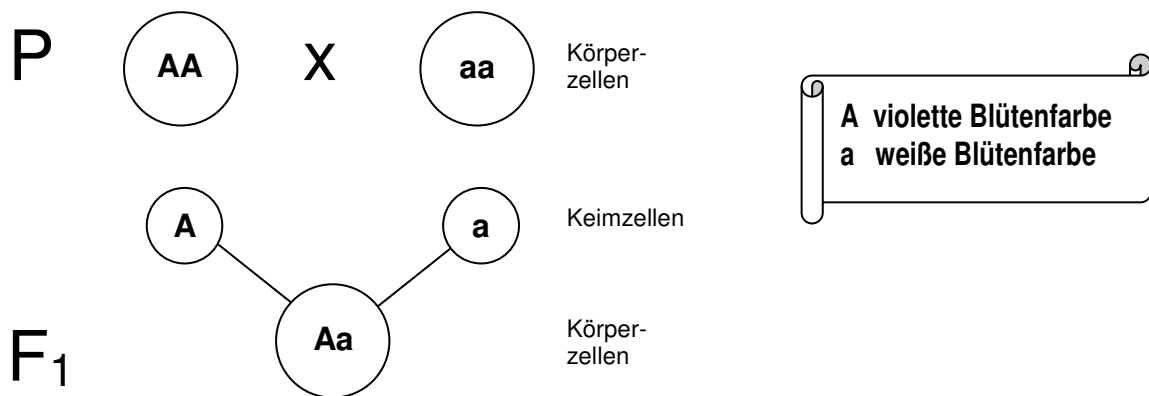 P AA x aa Körper-
zellen
A violette Blütenfarbe
a weiße Blütenfarbe
A a Keimzellen
F1 Aa Körper-
zellen